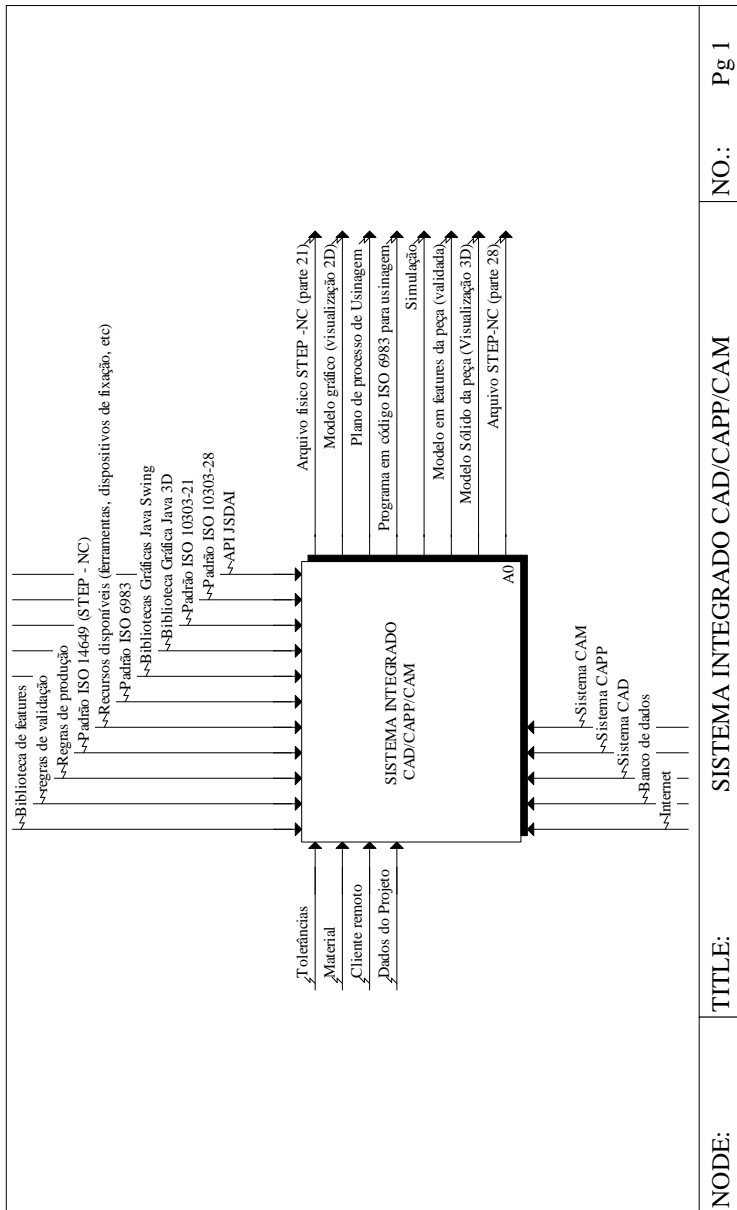 Biblioteca de features
regras de validação
Regras de produção
Padrão ISO 14649 (STEP - NC)
Recursos disponíveis (ferramentas, dispositivos de fixação, etc)
Padrão ISO 6983
Bibliotecas Gráficas Java Swing
Biblioteca Gráfica Java 3D
Padrão ISO 10303-21
Padrão ISO 10303-28
API JSDAI
Tolerâncias
Material
Cliente remoto
Dados do Projeto
SISTEMA INTEGRADO
CAD/CAPP/CAM
A0
Arquivo físico STEP -NC (parte 21)
Modelo gráfico (visualização 2D)
Plano de processo de Usinagem
Programa em código ISO 6983 para usinagem
Simulação
Modelo em features da peça (validada)
Modelo Sólido da peça (Visualização 3D)
Arquivo STEP-NC (parte 28)
Sistema CAM
Sistema CAPP
Sistema CAD
Banco de dados
Internet
NODE:
TITLE:
SISTEMA INTEGRADO CAD/CAPP/CAM
NO.:
Pg 1